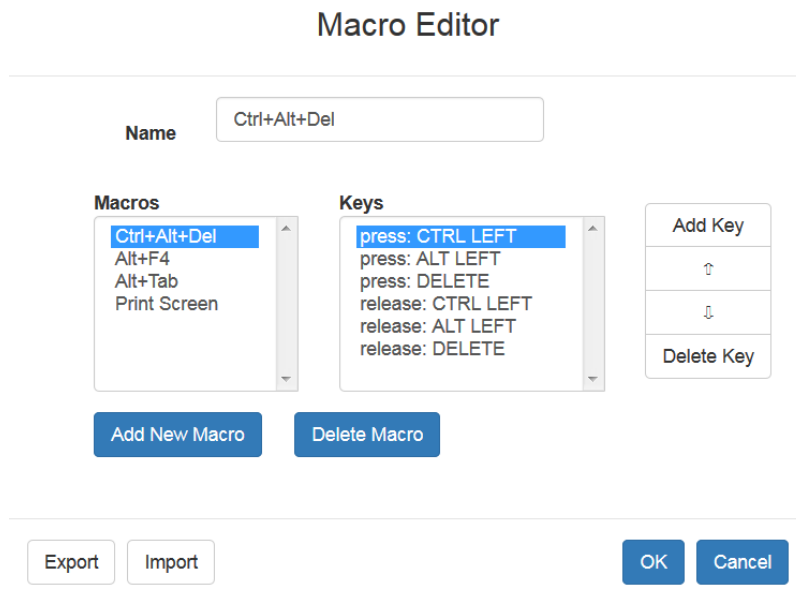 Macro Editor
Name
Ctrl+Alt+Del
Macros
Ctrl+Alt+Del
Alt+F4
Alt+Tab
Print Screen
Keys
press: CTRL LEFT
press: ALT LEFT
press: DELETE
release: CTRL LEFT
release: ALT LEFT
release: DELETE
Add Key
⇧
⇩
Delete Key
Add New Macro
Delete Macro
Export
Import
OK
Cancel